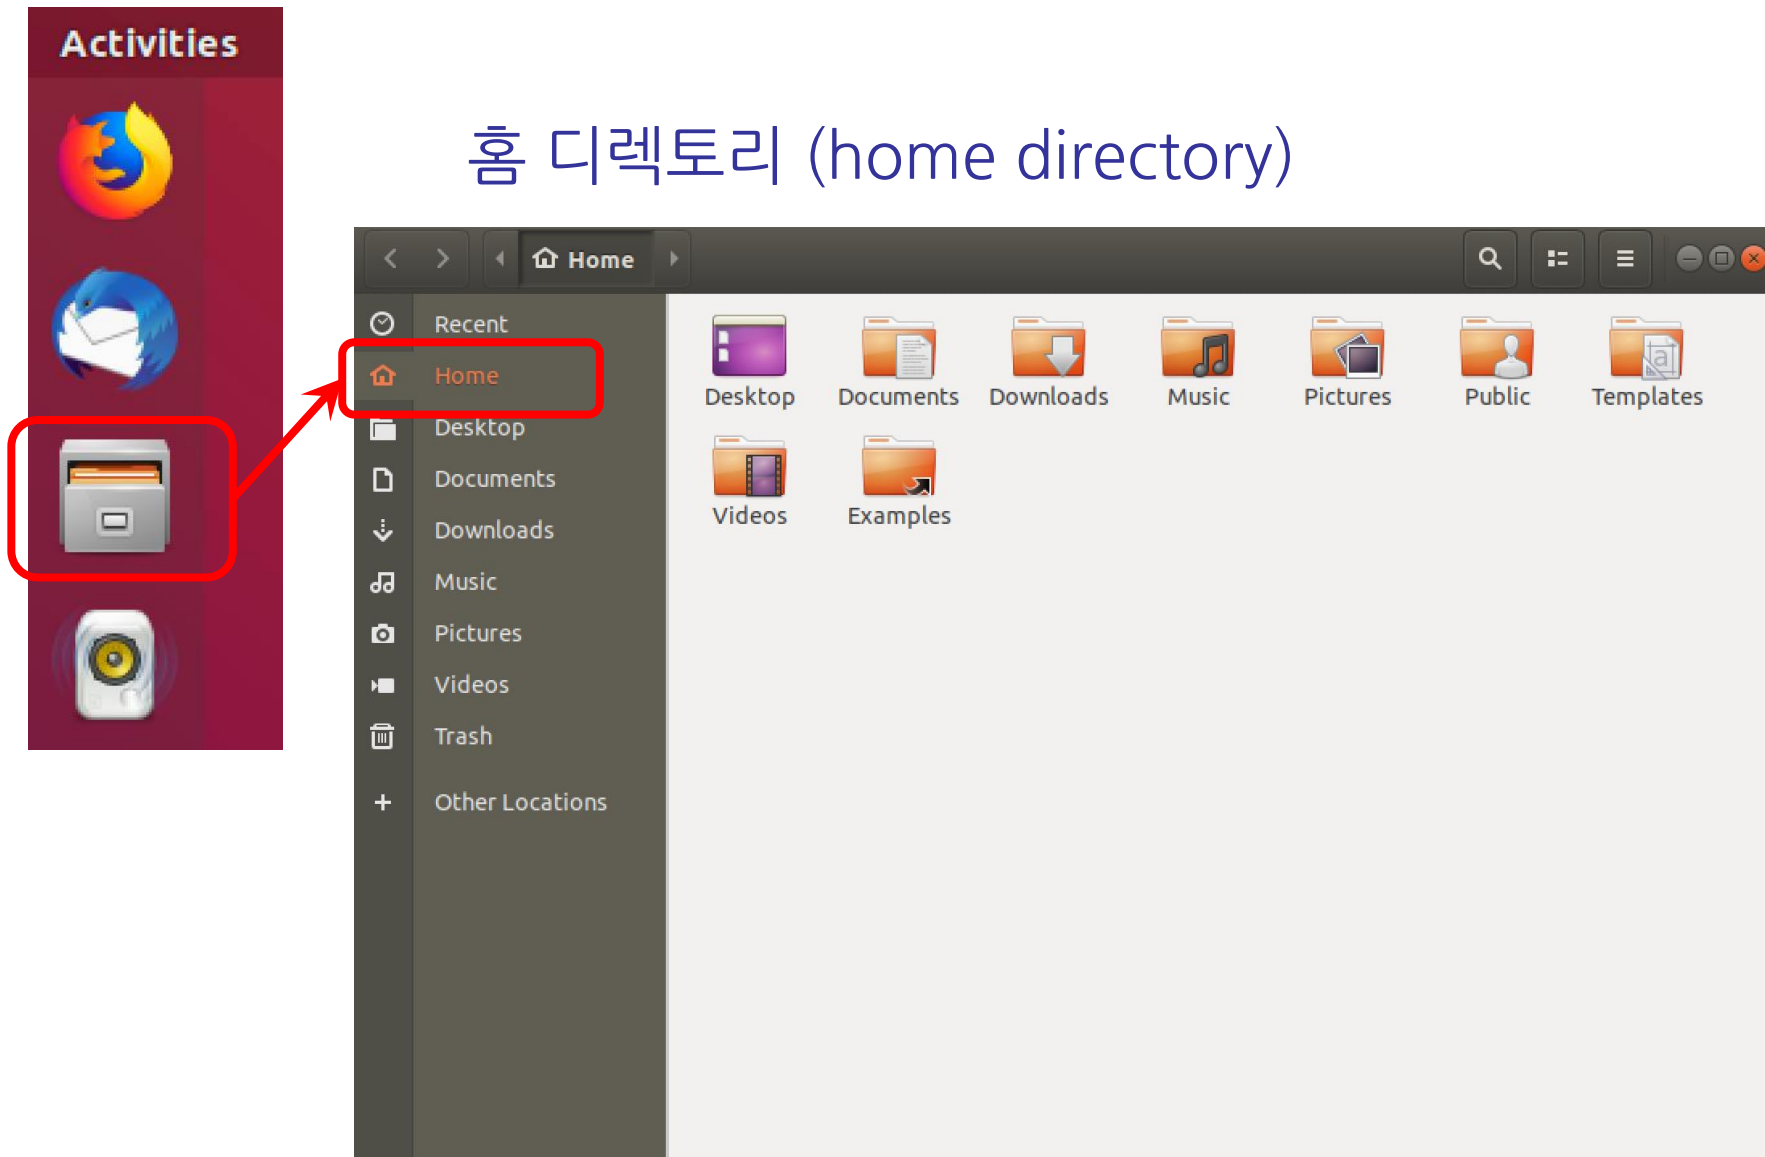 Activities
홈 디렉토리 (home directory)
Home
Recent
Home
Desktop
Documents
Downloads
Music
Pictures
Videos
Trash
Other Locations
Desktop Documents Downloads Music Pictures Public Templates
Videos Examples